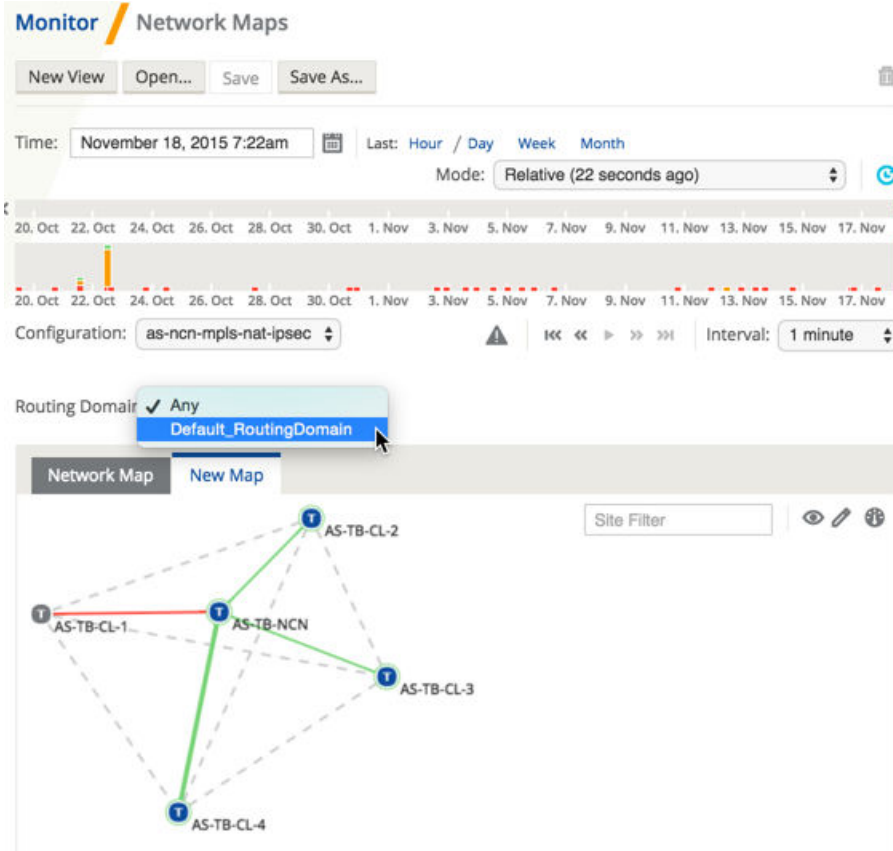 Monitor / Network Maps
New View Open... Save Save As...
Time: November 18, 2015 7:22am Last: Hour / Day Week Month
Mode: Relative (22 seconds ago)
20. Oct 22. Oct 24. Oct 26. Oct 28. Oct 30. Oct 1. Nov 3. Nov 5. Nov 7. Nov 9. Nov 11. Nov 13. Nov 15. Nov 17. Nov
20. Oct 22. Oct 24. Oct 26. Oct 28. Oct 30. Oct 1. Nov 3. Nov 5. Nov 7. Nov 9. Nov 11. Nov 13. Nov 15. Nov 17. Nov
Configuration: as-ncn-mpls-nat-ipsec Interval: 1 minute
Routing Domain ✓ Any
Default_RoutingDomain
Network Map New Map
Site Filter
T AS-TB-CL-2
T AS-TB-CL-1
T AS-TB-NCN
T AS-TB-CL-3
T AS-TB-CL-4